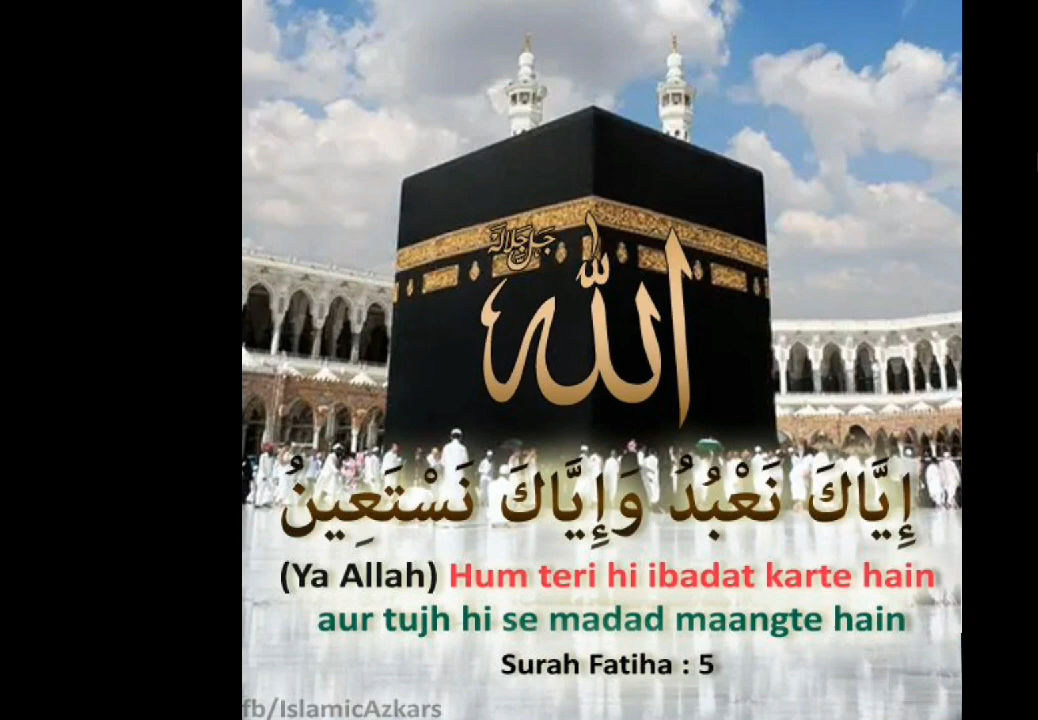 جل جلاله
الله
إِيَّاكَ نَعْبُدُ وَإِيَّاكَ نَسْتَعِينُ
(Ya Allah) Hum teri hi ibadat karte hain
aur tujh hi se madad maangte hain
Surah Fatiha : 5
fb/IslamicAzkars